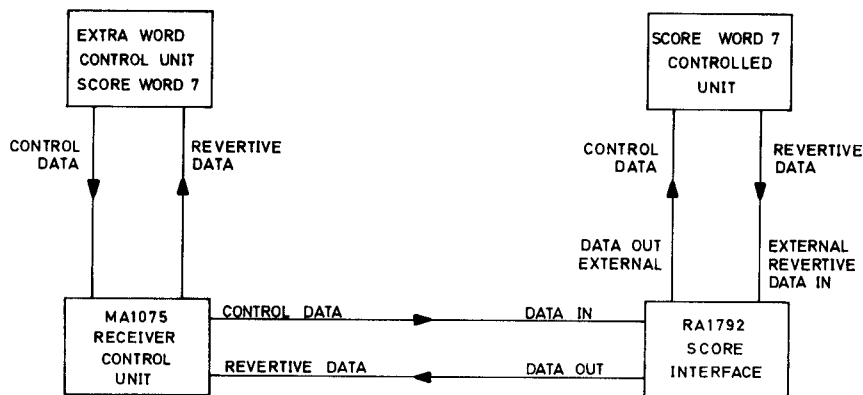 EXTRA WORD
CONTROL UNIT
SCORE WORD 7
SCORE WORD 7
CONTROLLED
UNIT
CONTROL
DATA
REVERTIVE
DATA
CONTROL
DATA
REVERTIVE
DATA
DATA OUT
EXTERNAL
EXTERNAL
REVERTIVE
DATA IN
MA1075
RECEIVER
CONTROL
UNIT
CONTROL DATA
DATA IN
REVERTIVE DATA
DATA OUT
RA1792
SCORE
INTERFACE